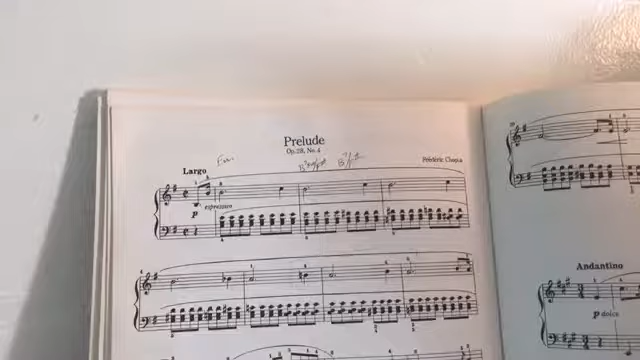 Prelude
Op. 28, No. 4
Frédéric Chopin
Largo
p espressivo
Andantino
p dolce